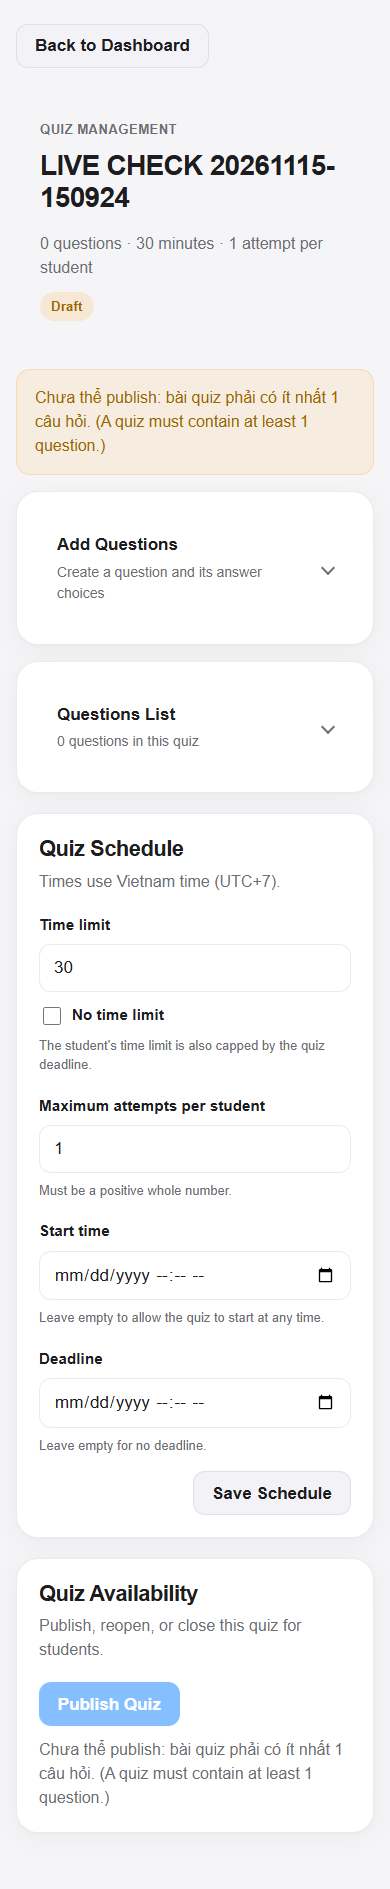 Back to Dashboard
QUIZ MANAGEMENT
LIVE CHECK 20261115-
150924
0 questions · 30 minutes · 1 attempt per
student
Draft
Chưa thể publish: bài quiz phải có ít nhất 1
câu hỏi. (A quiz must contain at least 1
question.)
Add Questions
Create a question and its answer
choices
Questions List
0 questions in this quiz
Quiz Schedule
Times use Vietnam time (UTC+7).
Time limit
30
No time limit
The student's time limit is also capped by the quiz
deadline.
Maximum attempts per student
1
Must be a positive whole number.
Start time
mm/dd/yyyy --:-- --
Leave empty to allow the quiz to start at any time.
Deadline
mm/dd/yyyy --:-- --
Leave empty for no deadline.
Save Schedule
Quiz Availability
Publish, reopen, or close this quiz for
students.
Publish Quiz
Chưa thể publish: bài quiz phải có ít nhất 1
câu hỏi. (A quiz must contain at least 1
question.)